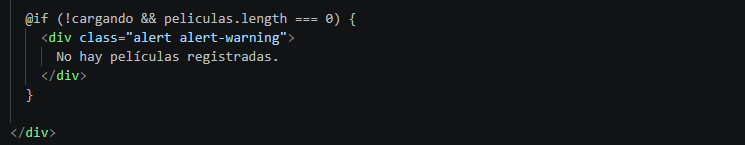 @if (!cargando && peliculas.length === 0) {
<div class="alert alert-warning">
No hay películas registradas.
</div>
}
</div>